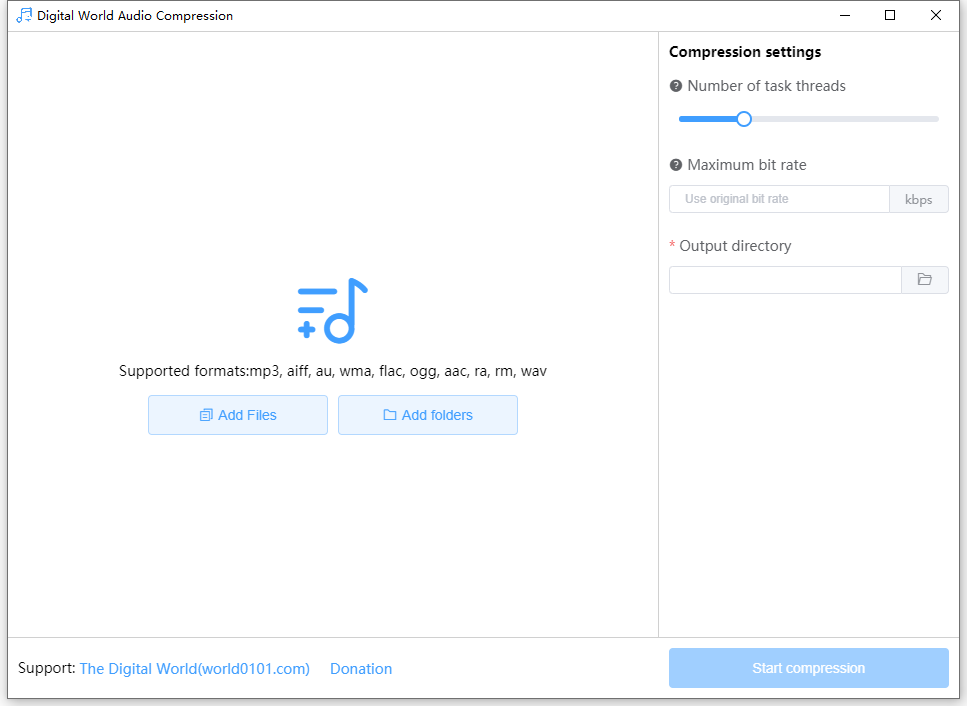 Digital World Audio Compression
Compression settings
? Number of task threads
? Maximum bit rate
Use original bit rate
kbps
* Output directory
Supported formats:mp3, aiff, au, wma, flac, ogg, aac, ra, rm, wav
Add Files
Add folders
Support: The Digital World(world0101.com)
Donation
Start compression